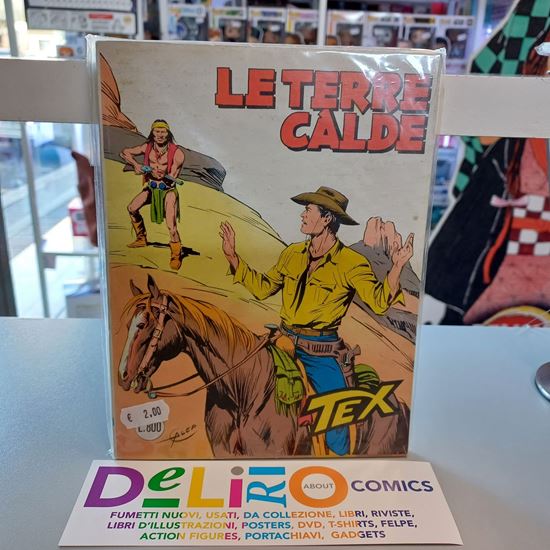 LE TERRE
CALDE
TEX
€ 2.00
L.800
GALEP
DeLiRiO ABOUT COMICS
FUMETTI NUOVI, USATI, DA COLLEZIONE, LIBRI, RIVISTE,
LIBRI D'ILLUSTRAZIONI, POSTERS, DVD, T-SHIRTS, FELPE,
ACTION FIGURES, PORTACHIAVI, GADGETS